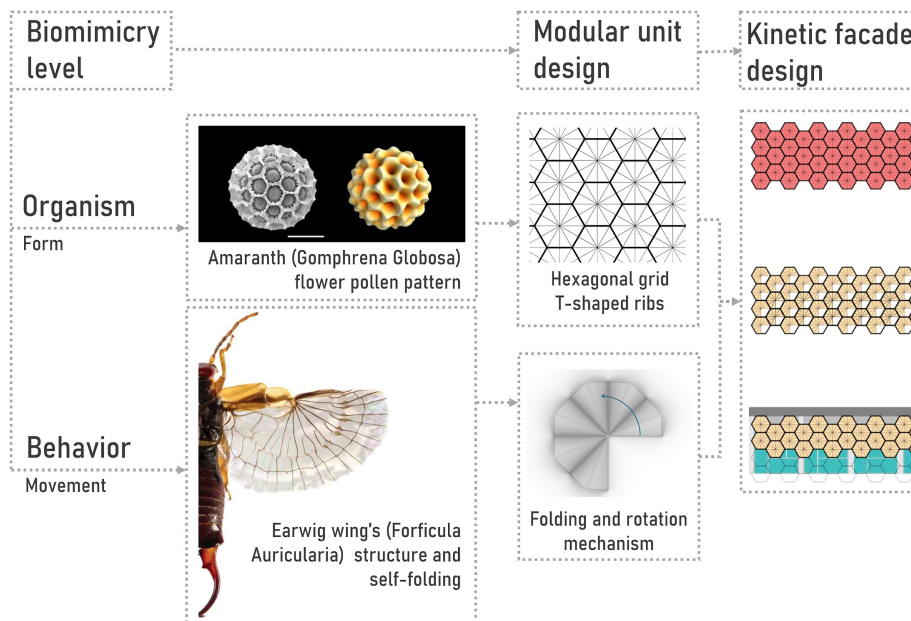 Biomimicry
level
Modular unit
design
Kinetic facade
design
Organism
Form
Amaranth (Gomphrena Globosa)
flower pollen pattern
Hexagonal grid
T-shaped ribs
Behavior
Movement
Earwig wing's (Forficula
Auricularia) structure and
self-folding
Folding and rotation
mechanism